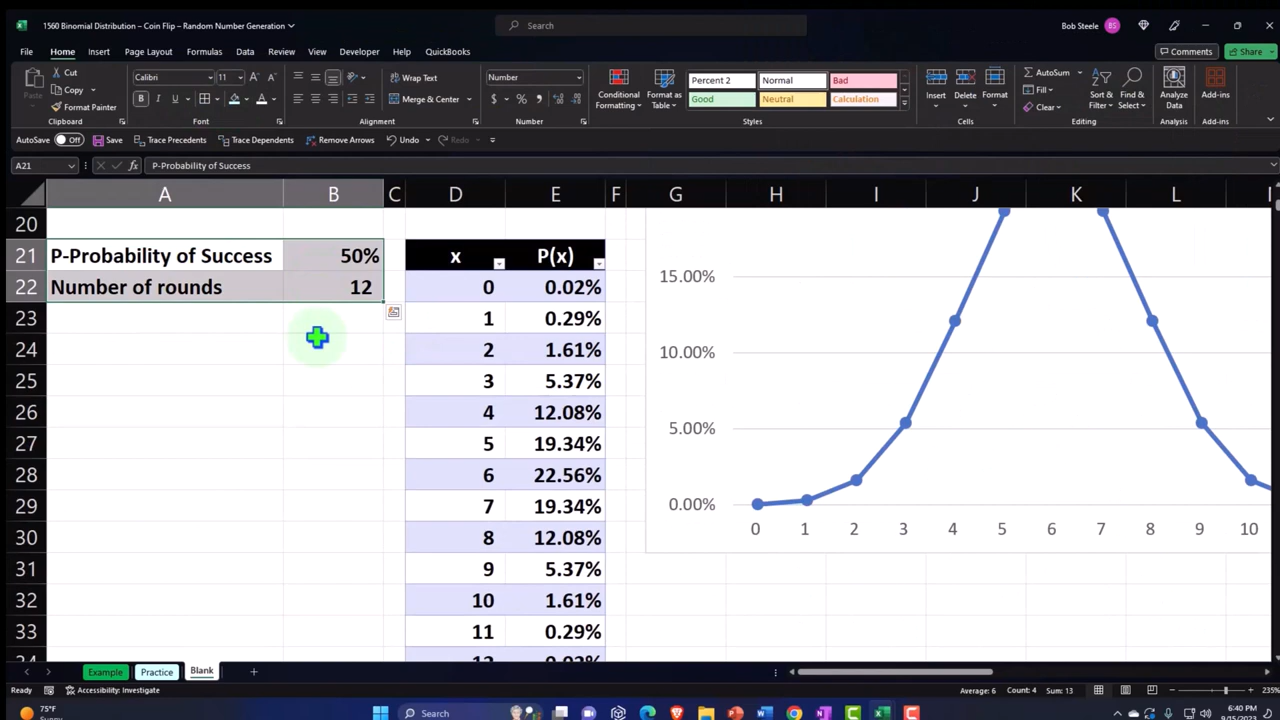 1560 Binomial Distribution – Coin Flip – Random Number Generation
Search
Bob Steele
BS
File Home Insert Page Layout Formulas Data Review View Developer Help QuickBooks
Comments Share
Paste
Cut
Copy
Format Painter
Clipboard
Calibri 11
B I U
Font
Wrap Text
Merge & Center
Alignment
Number
$ % 
Number
Conditional Formatting
Format as Table
Percent 2 Normal Bad
Good Neutral Calculation
Styles
Insert Delete Format
Cells
AutoSum
Fill
Clear
Sort & Filter
Find & Select
Editing
Analyze Data
Analysis
Add-ins
Add-ins
AutoSave Off Save Trace Precedents Trace Dependents Remove Arrows Undo Redo
A21 fx P-Probability of Success
A B C D E F G H I J K L
20
21 P-Probability of Success 50% x P(x)
22 Number of rounds 12 0 0.02%
23 1 0.29%
24 2 1.61%
25 3 5.37%
26 4 12.08%
27 5 19.34%
28 6 22.56%
29 7 19.34%
30 8 12.08%
31 9 5.37%
32 10 1.61%
33 11 0.29%
15.00%
10.00%
5.00%
0.00%
0 1 2 3 4 5 6 7 8 9 10
Example Practice Blank
Ready Accessibility: Investigate Average: 6 Count: 4 Sum: 13 235%
75°F
Sunny
Search
6:40 PM
9/15/2023